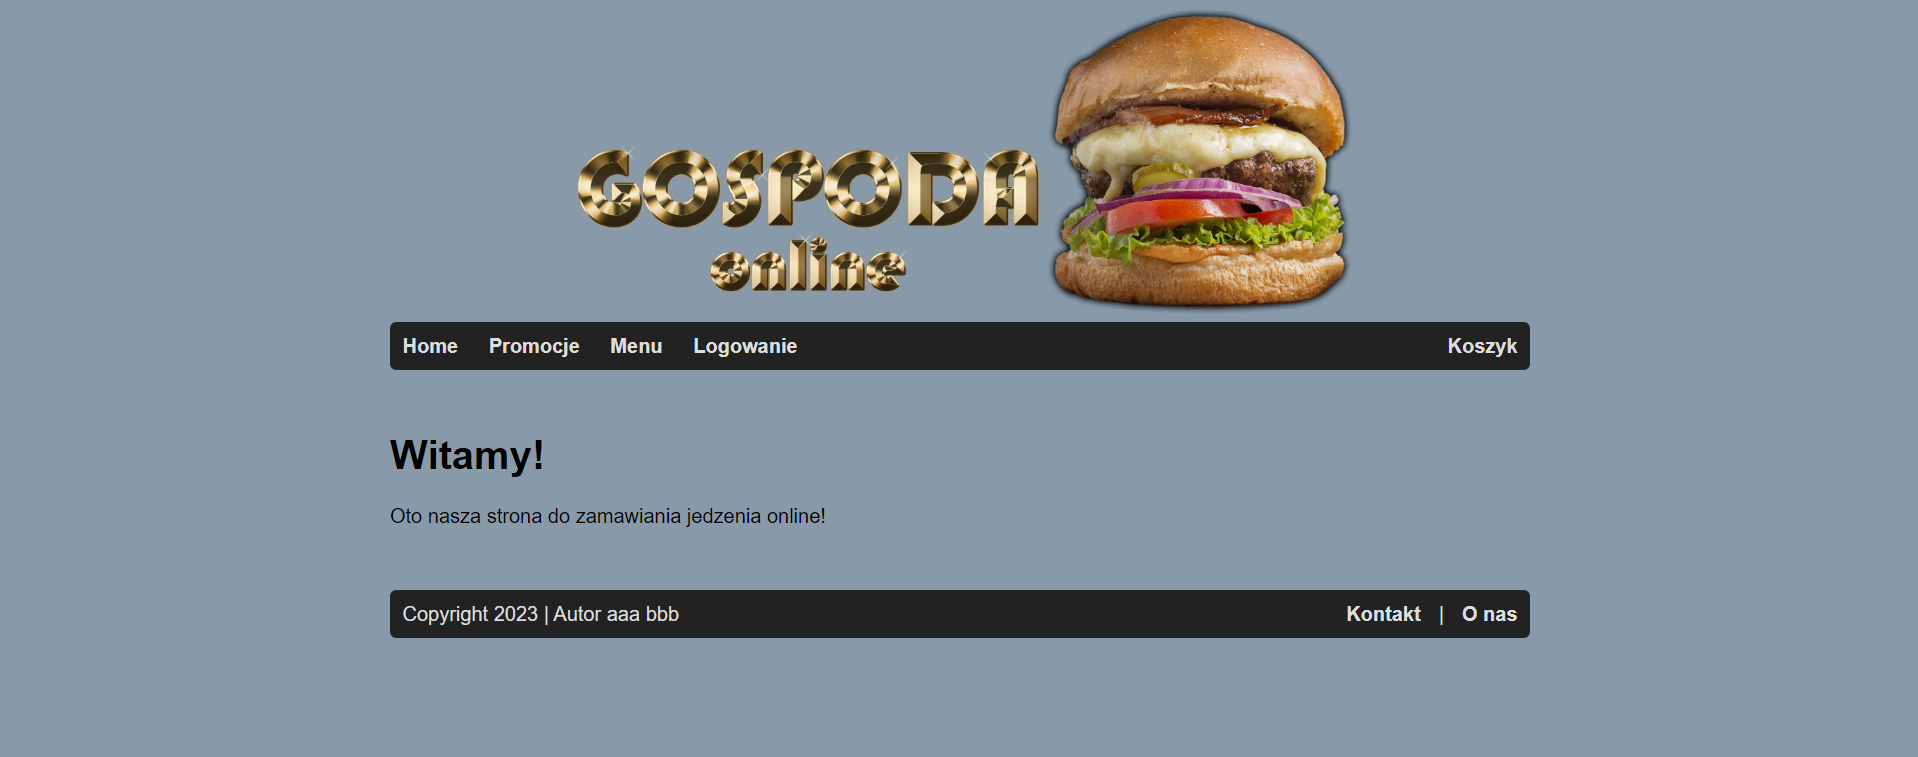 GOSPODA
online
Home Promocje Menu Logowanie Koszyk
Witamy!
Oto nasza strona do zamawiania jedzenia online!
Copyright 2023 | Autor aaa bbb Kontakt | O nas